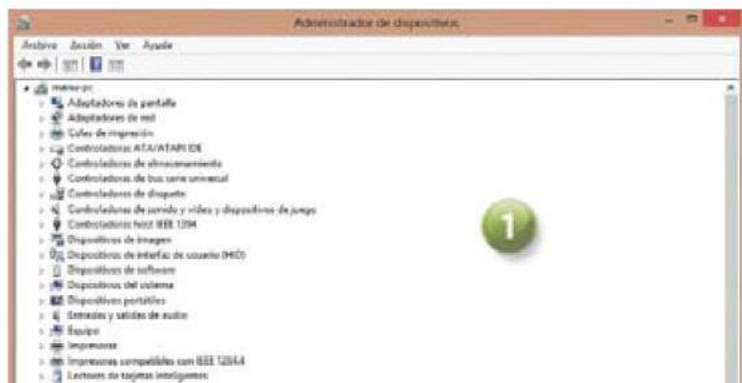 Administrador de dispositivos
Archivo Acción Ver Ayuda
manu-pc
Adaptadores de pantalla
Adaptadores de red
Colas de impresión
Controladoras ATA/ATAPI IDE
Controladoras de almacenamiento
Controladoras de bus serie universal
Controladoras de disquete
Controladoras de sonido y vídeo y dispositivos de juego
Controladoras host IEEE 1394
Dispositivos de imagen
Dispositivos de interfaz de usuario (HID)
Dispositivos de software
Dispositivos del sistema
Dispositivos portátiles
Entradas y salidas de audio
Equipo
Impresoras
Impresoras compatibles con IEEE 1284.4
Lectores de tarjetas inteligentes
1